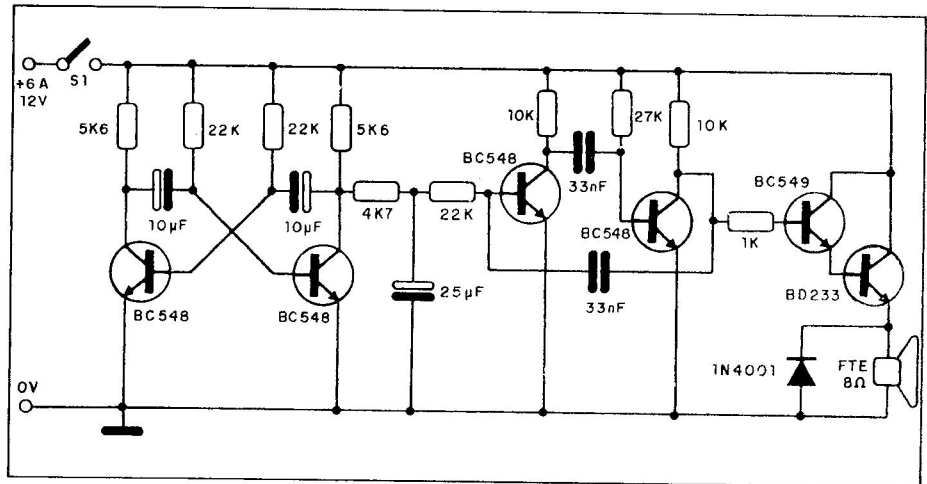 +6 A
12V
S1
5K6
22K
22K
5K6
10µF
10µF
BC548
BC548
4K7
22K
25µF
10K
BC548
33nF
27K
10K
BC548
33nF
1K
BC549
BD233
1N4001
FTE
8Ω
0V